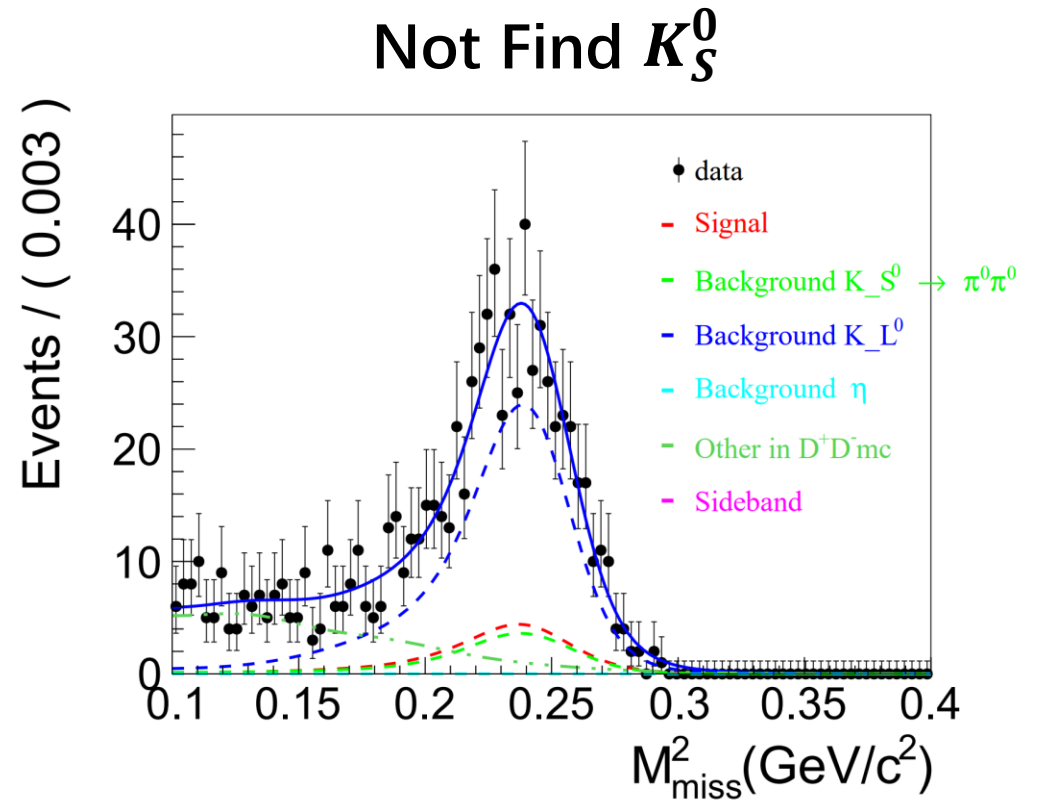 Not Find K_S^0
Events / ( 0.003 )
40
30
20
10
0
data
Signal
Background K_S^0 → π^0π^0
Background K_L^0
Background η
Other in D^+D^-mc
Sideband
0.1 0.15 0.2 0.25 0.3 0.35 0.4
M^2_miss(GeV/c^2)